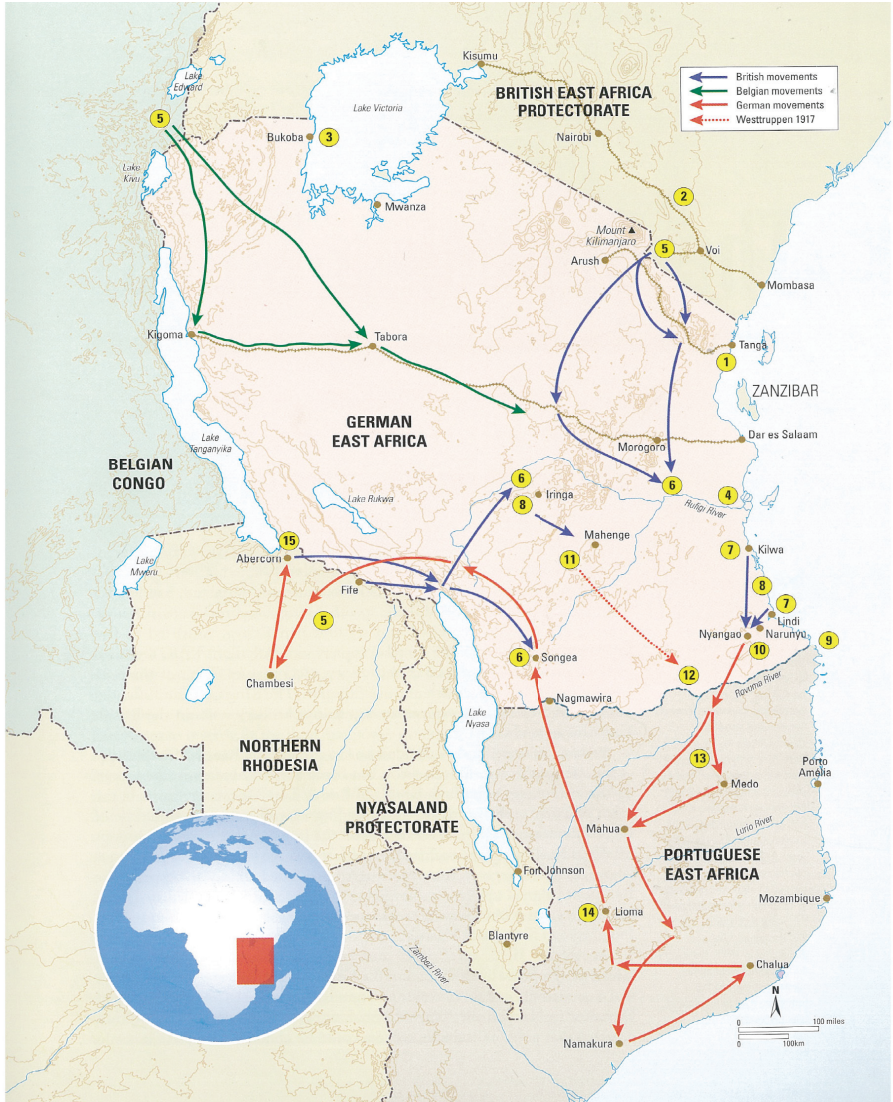 Kisumu
Lake
Edward
Lake Victoria
BRITISH EAST AFRICA
PROTECTORATE
British movements
Belgian movements
German movements
Westtruppen 1917
5
Bukoba
3
Nairobi
Lake
Kivu
Mwanza
2
Mount
Kilimanjaro
5
Voi
Arush
Mombasa
Kigoma
Tabora
Tanga
1
ZANZIBAR
GERMAN
EAST AFRICA
Dar es Salaam
Morogoro
Lake
Tanganyika
BELGIAN
CONGO
6
6
Lake Rukwa
8
Iringa
4
Rufigi River
15
Mahenge
7
Kilwa
Abercorn
11
Lake
Mweru
Fife
8
7
5
Lindi
Nyangao
Narunyu
9
6
Songea
10
Chambesi
12
Rovuma River
Nagmawira
Lake
Nyasa
NORTHERN
RHODESIA
13
Porto
Amélia
Medo
NYASALAND
PROTECTORATE
Mahua
Lurio River
PORTUGUESE
EAST AFRICA
Fort Johnson
Mozambique
14
Lioma
Blantyre
Zambezi River
Chalua
N
0
100 miles
0
100km
Namakura